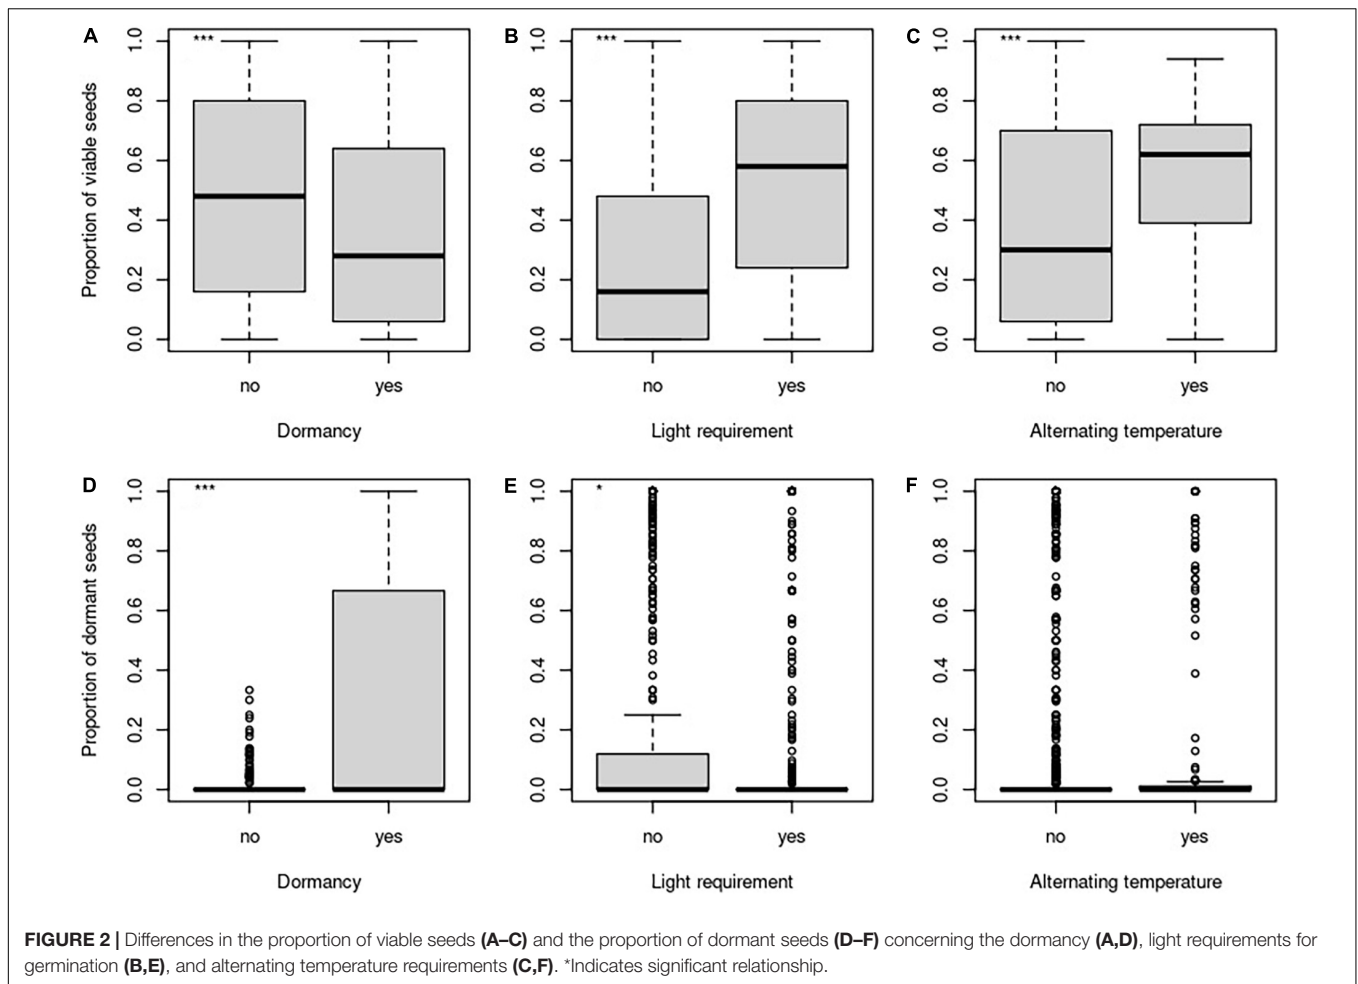 A
***
1.0
0.8
0.6
0.4
0.2
0.0
Proportion of viable seeds
no yes
Dormancy
B
***
1.0
0.8
0.6
0.4
0.2
0.0
no yes
Light requirement
C
***
1.0
0.8
0.6
0.4
0.2
0.0
no yes
Alternating temperature
D
***
1.0
0.8
0.6
0.4
0.2
0.0
Proportion of dormant seeds
no yes
Dormancy
E
*
1.0
0.8
0.6
0.4
0.2
0.0
no yes
Light requirement
F
1.0
0.8
0.6
0.4
0.2
0.0
no yes
Alternating temperature
FIGURE 2 | Differences in the proportion of viable seeds (A–C) and the proportion of dormant seeds (D–F) concerning the dormancy (A,D), light requirements for
germination (B,E), and alternating temperature requirements (C,F). *Indicates significant relationship.